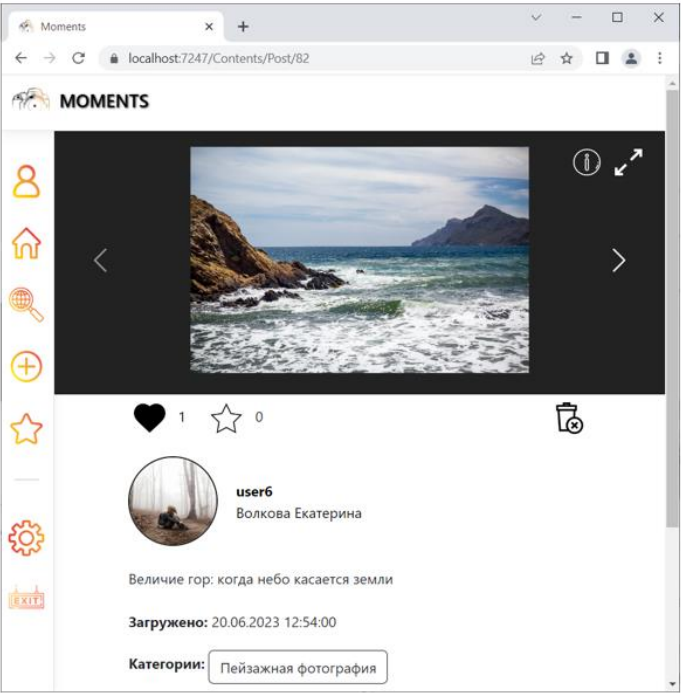 Moments
localhost:7247/Contents/Post/82
MOMENTS
1
0
user6
Волкова Екатерина
Величие гор: когда небо касается земли
Загружено: 20.06.2023 12:54:00
Категории: Пейзажная фотография
EXIT